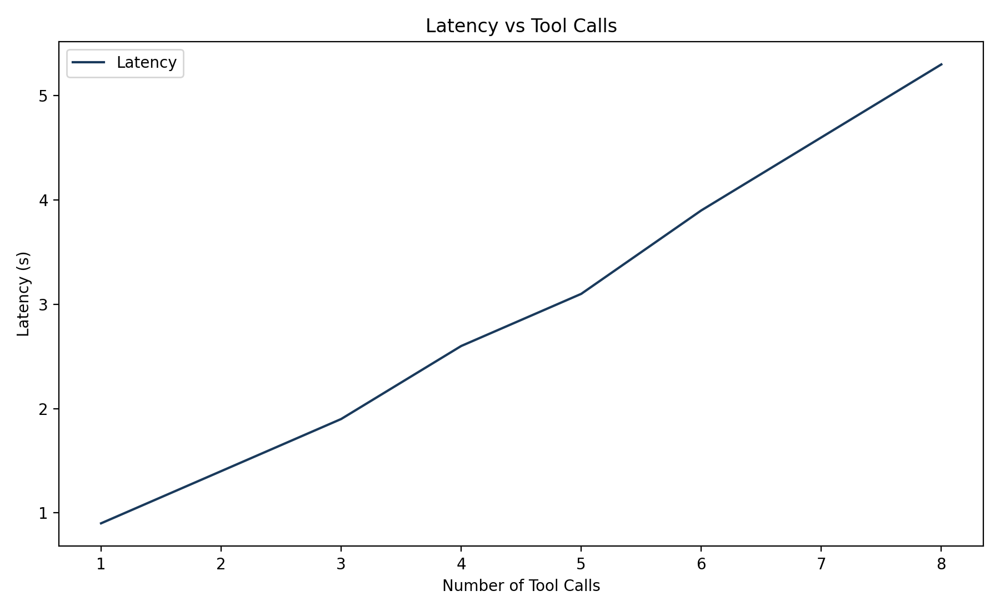 Latency vs Tool Calls
Latency
5
4
3
2
1
Latency (s)
1 2 3 4 5 6 7 8
Number of Tool Calls